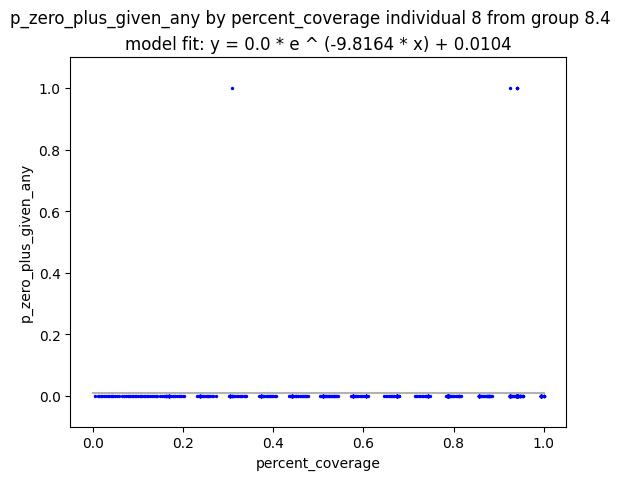 p_zero_plus_given_any by percent_coverage individual 8 from group 8.4
model fit: y = 0.0 * e ^ (-9.8164 * x) + 0.0104
p_zero_plus_given_any
1.0
0.8
0.6
0.4
0.2
0.0
0.0 0.2 0.4 0.6 0.8 1.0
percent_coverage